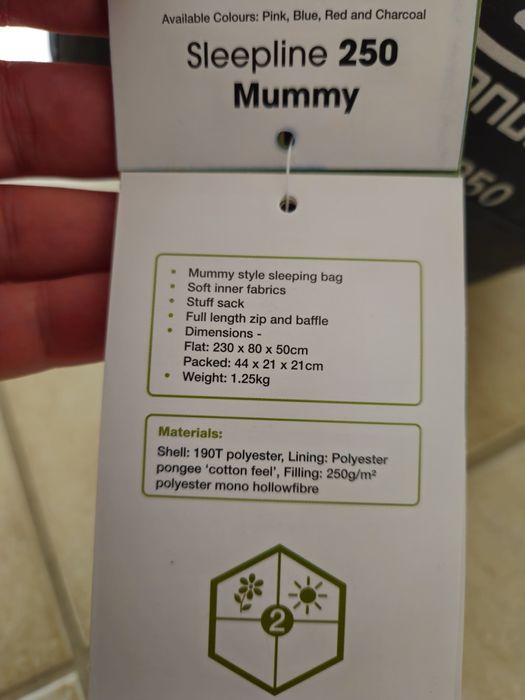 Available Colours: Pink, Blue, Red and Charcoal
Sleepline 250
Mummy
• Mummy style sleeping bag
• Soft inner fabrics
• Stuff sack
• Full length zip and baffle
• Dimensions -
Flat: 230 x 80 x 50cm
Packed: 44 x 21 x 21cm
• Weight: 1.25kg
Materials:
Shell: 190T polyester, Lining: Polyester
pongee 'cotton feel', Filling: 250g/m²
polyester mono hollowfibre
2
250